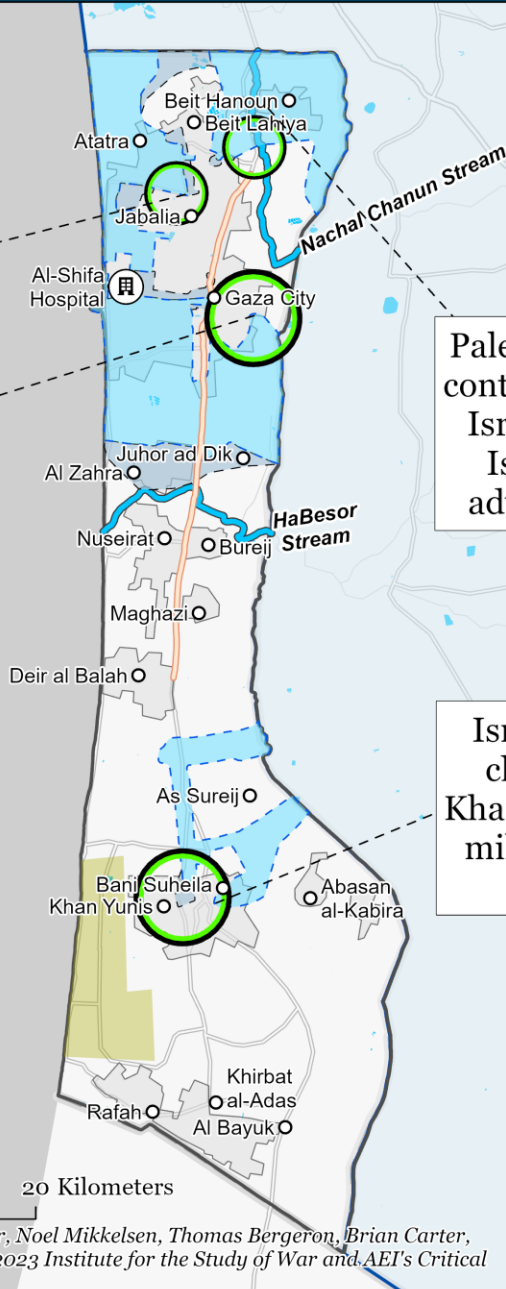 Beit Hanoun
Beit Lahiya
Atatra
Jabalia
Nachal Chanun Stream
Al-Shifa
Hospital
Gaza City
Juhor ad Dik
Al Zahra
HaBesor
Stream
Nuseirat
Bureij
Maghazi
Deir al Balah
As Sureij
Bani Suheila
Khan Yunis
Abasan
al-Kabira
Khirbat
al-Adas
Rafah
Al Bayuk
Pale
cont
Isr
Is
adv
Isr
cl
Kha
mil
20 Kilometers
r, Noel Mikkelsen, Thomas Bergeron, Brian Carter,
2023 Institute for the Study of War and AEI's Critical